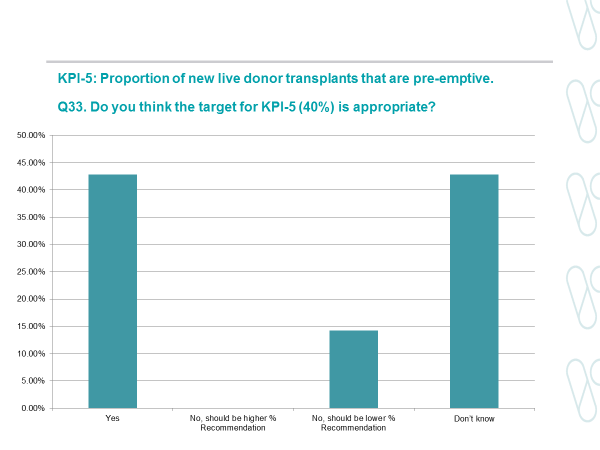 KPI-5: Proportion of new live donor transplants that are pre-emptive.
Q33. Do you think the target for KPI-5 (40%) is appropriate?
50.00%
45.00%
40.00%
35.00%
30.00%
25.00%
20.00%
15.00%
10.00%
5.00%
0.00%
Yes
No, should be higher %
Recommendation
No, should be lower %
Recommendation
Don't know